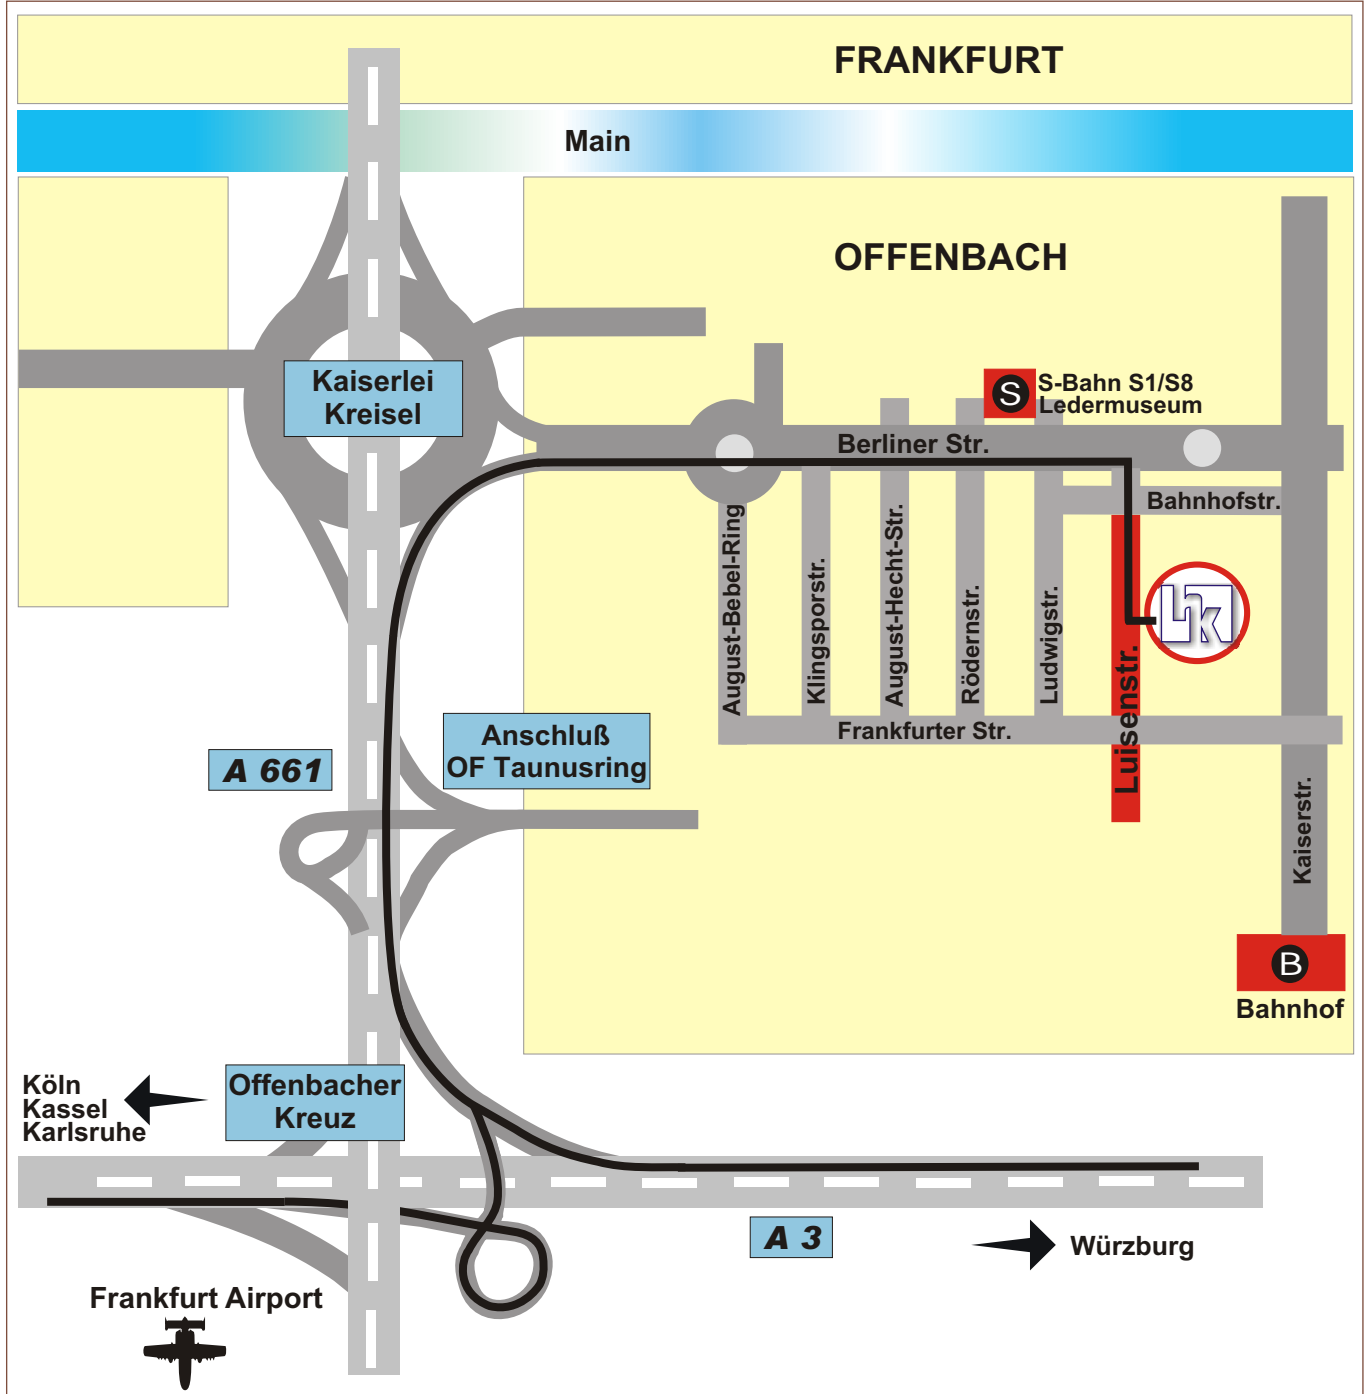 FRANKFURT
Main
OFFENBACH
Kaiserlei
Kreisel
S
S-Bahn S1/S8
Ledermuseum
Berliner Str.
Bahnhofstr.
August-Bebel-Ring
Klingsporstr.
August-Hecht-Str.
Rödernstr.
Ludwigstr.
Luisenstr.
hk
Frankfurter Str.
Anschluß
OF Taunusring
A 661
Kaiserstr.
B
Bahnhof
Offenbacher
Kreuz
Köln
Kassel
Karlsruhe
A 3
Würzburg
Frankfurt Airport